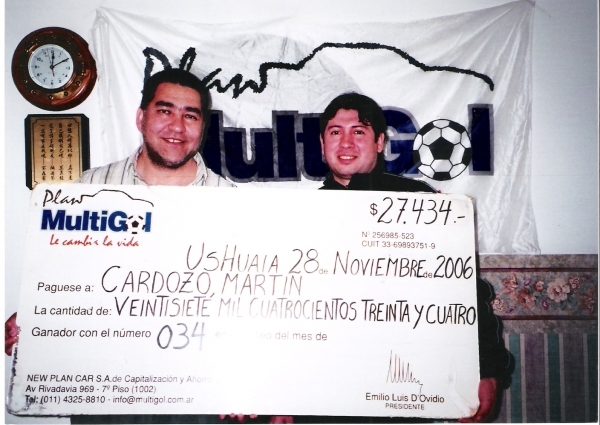 Plan
MultiGol
Plan
MultiGol
Le cambia la vida
$27.434.-
N° 256985-523
CUIT 33-69893751-9
UsHuaia 28 de Noviembre de 2006
Paguese a: CARDOZO, MARTIN
La cantidad de: VEINTISIETE MIL CUATROCIENTOS TREINTA Y CUATRO
Ganador con el número 034 del mes de
NEW PLAN CAR S.A. de Capitalización y
Av Rivadavia 969 - 7º Piso (1002)
Tel: (011) 4325-8810 - info@multigol.com.ar
Emilio Luis D'Ovidio
PRESIDENTE